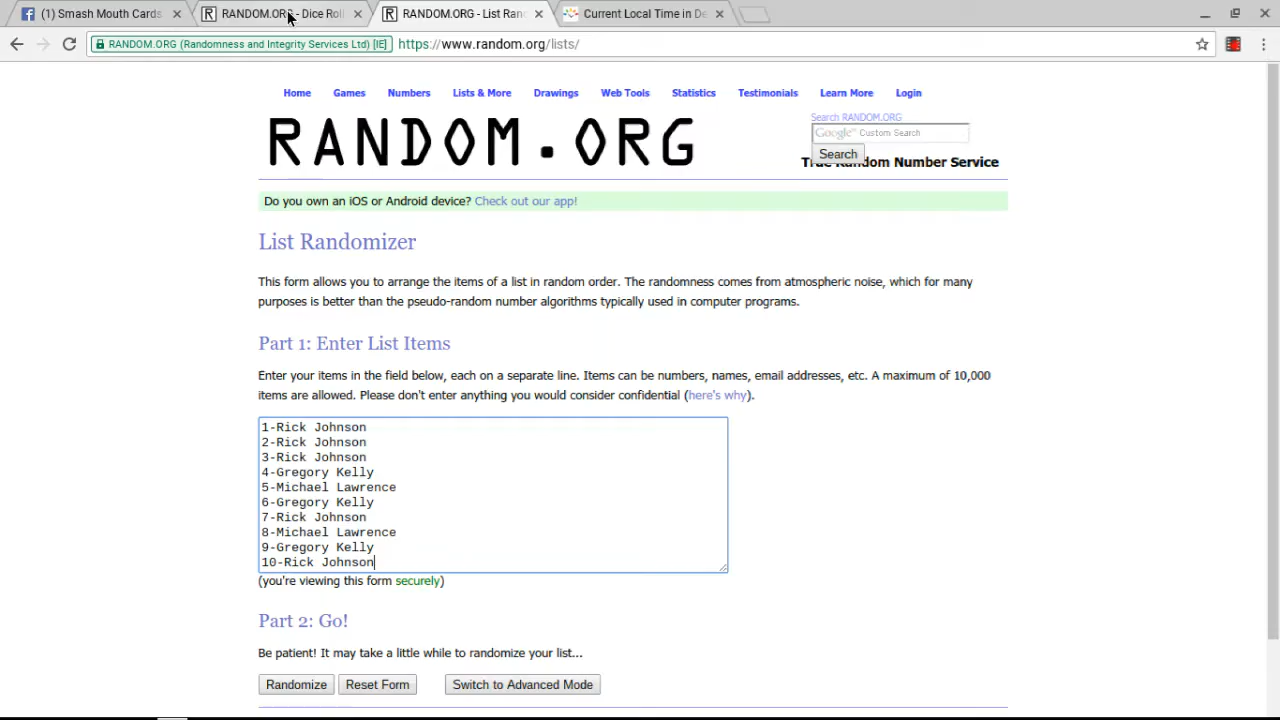 (1) Smash Mouth Cards
RANDOM.ORG - Dice Roll
RANDOM.ORG - List Ran
Current Local Time in De
RANDOM.ORG (Randomness and Integrity Services Ltd) [IE]
https://www.random.org/lists/
Home Games Numbers Lists & More Drawings Web Tools Statistics Testimonials Learn More Login
RANDOM.ORG
Search RANDOM.ORG
Google™ Custom Search
Search
True Random Number Service
Do you own an iOS or Android device? Check out our app!
List Randomizer
This form allows you to arrange the items of a list in random order. The randomness comes from atmospheric noise, which for many
purposes is better than the pseudo-random number algorithms typically used in computer programs.
Part 1: Enter List Items
Enter your items in the field below, each on a separate line. Items can be numbers, names, email addresses, etc. A maximum of 10,000
items are allowed. Please don't enter anything you would consider confidential (here's why).
1-Rick Johnson
2-Rick Johnson
3-Rick Johnson
4-Gregory Kelly
5-Michael Lawrence
6-Gregory Kelly
7-Rick Johnson
8-Michael Lawrence
9-Gregory Kelly
10-Rick Johnson
(you're viewing this form securely)
Part 2: Go!
Be patient! It may take a little while to randomize your list...
Randomize Reset Form Switch to Advanced Mode